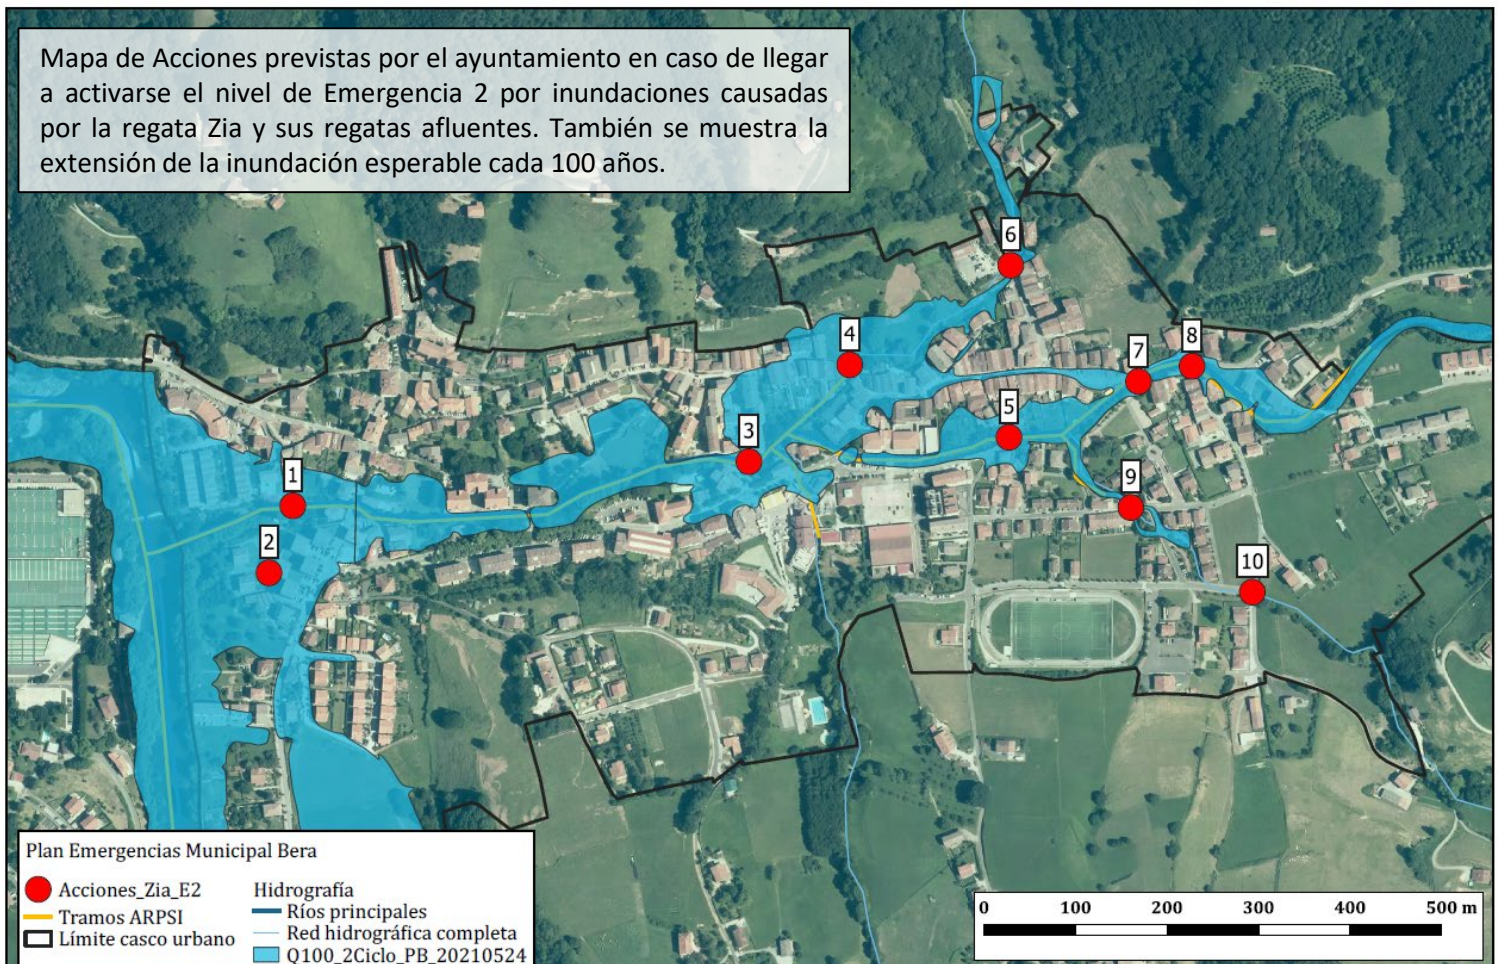 Mapa de Acciones previstas por el ayuntamiento en caso de llegar
a activarse el nivel de Emergencia 2 por inundaciones causadas
por la regata Zia y sus regatas afluentes. También se muestra la
extensión de la inundación esperable cada 100 años.
6
4
8
7
3
5
1
9
2
10
Plan Emergencias Municipal Bera
Acciones_Zia_E2
Tramos ARPSI
Límite casco urbano
Hidrografía
Ríos principales
Red hidrográfica completa
Q100_2Ciclo_PB_20210524
0 100 200 300 400 500 m